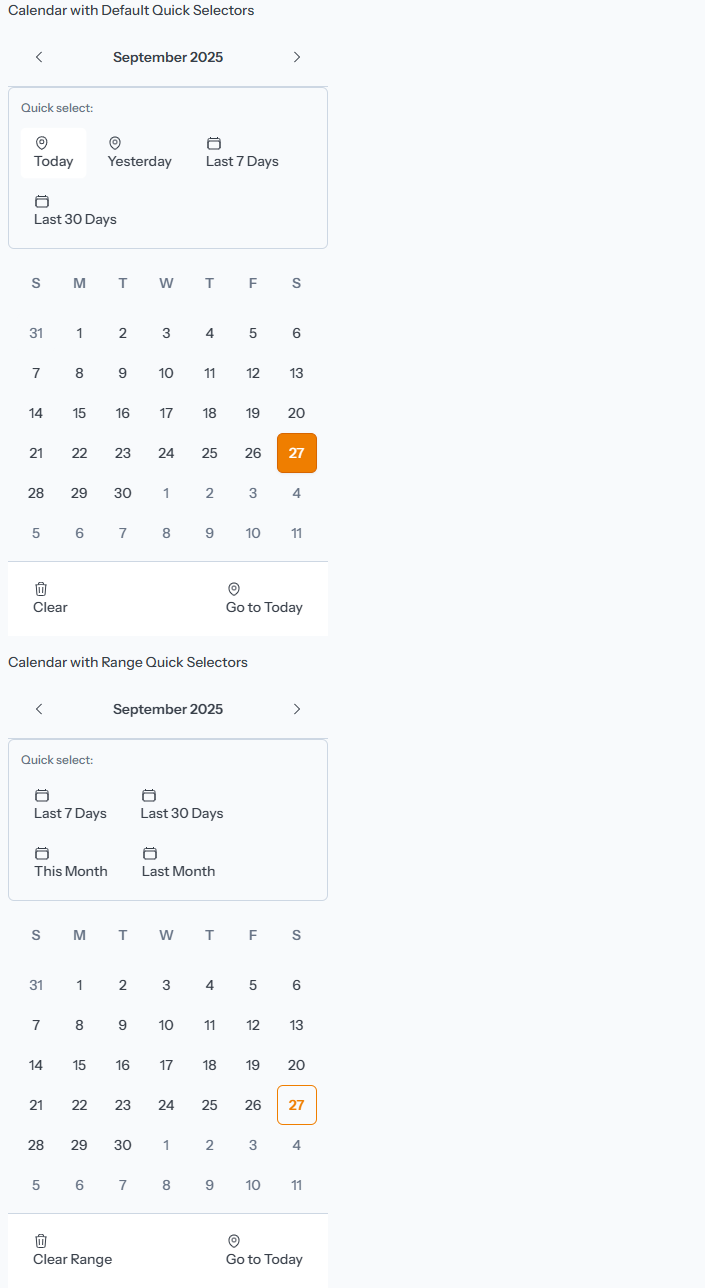 Calendar with Default Quick Selectors
September 2025
Quick select:
Today Yesterday Last 7 Days
Last 30 Days
S M T W T F S
31 1 2 3 4 5 6
7 8 9 10 11 12 13
14 15 16 17 18 19 20
21 22 23 24 25 26 27
28 29 30 1 2 3 4
5 6 7 8 9 10 11
Clear Go to Today
Calendar with Range Quick Selectors
September 2025
Quick select:
Last 7 Days Last 30 Days
This Month Last Month
S M T W T F S
31 1 2 3 4 5 6
7 8 9 10 11 12 13
14 15 16 17 18 19 20
21 22 23 24 25 26 27
28 29 30 1 2 3 4
5 6 7 8 9 10 11
Clear Range Go to Today